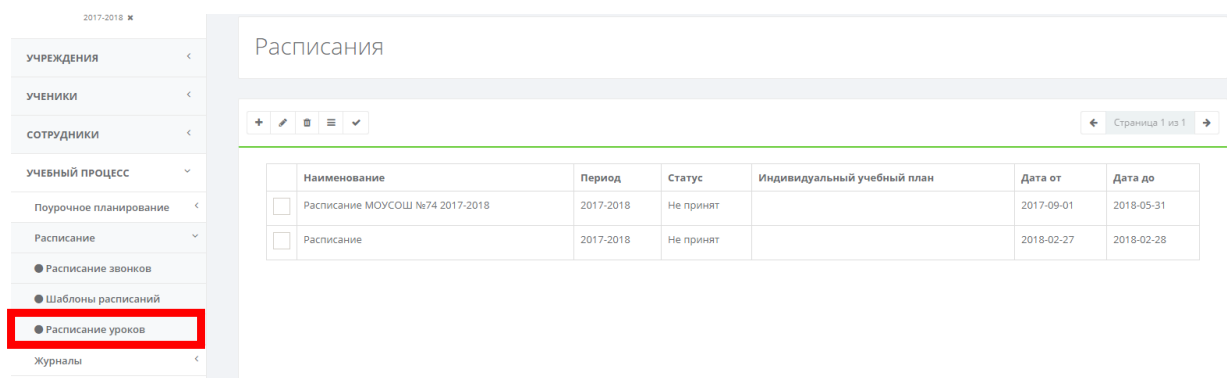 2017-2018 ✖
УЧРЕЖДЕНИЯ
УЧЕНИКИ
СОТРУДНИКИ
УЧЕБНЫЙ ПРОЦЕСС
Поурочное планирование
Расписание
Расписание звонков
Шаблоны расписаний
Расписание уроков
Журналы
Расписания
Страница 1 из 1
Наименование Период Статус Индивидуальный учебный план Дата от Дата до
Расписание МОУСОШ №74 2017-2018 2017-2018 Не принят 2017-09-01 2018-05-31
Расписание 2017-2018 Не принят 2018-02-27 2018-02-28